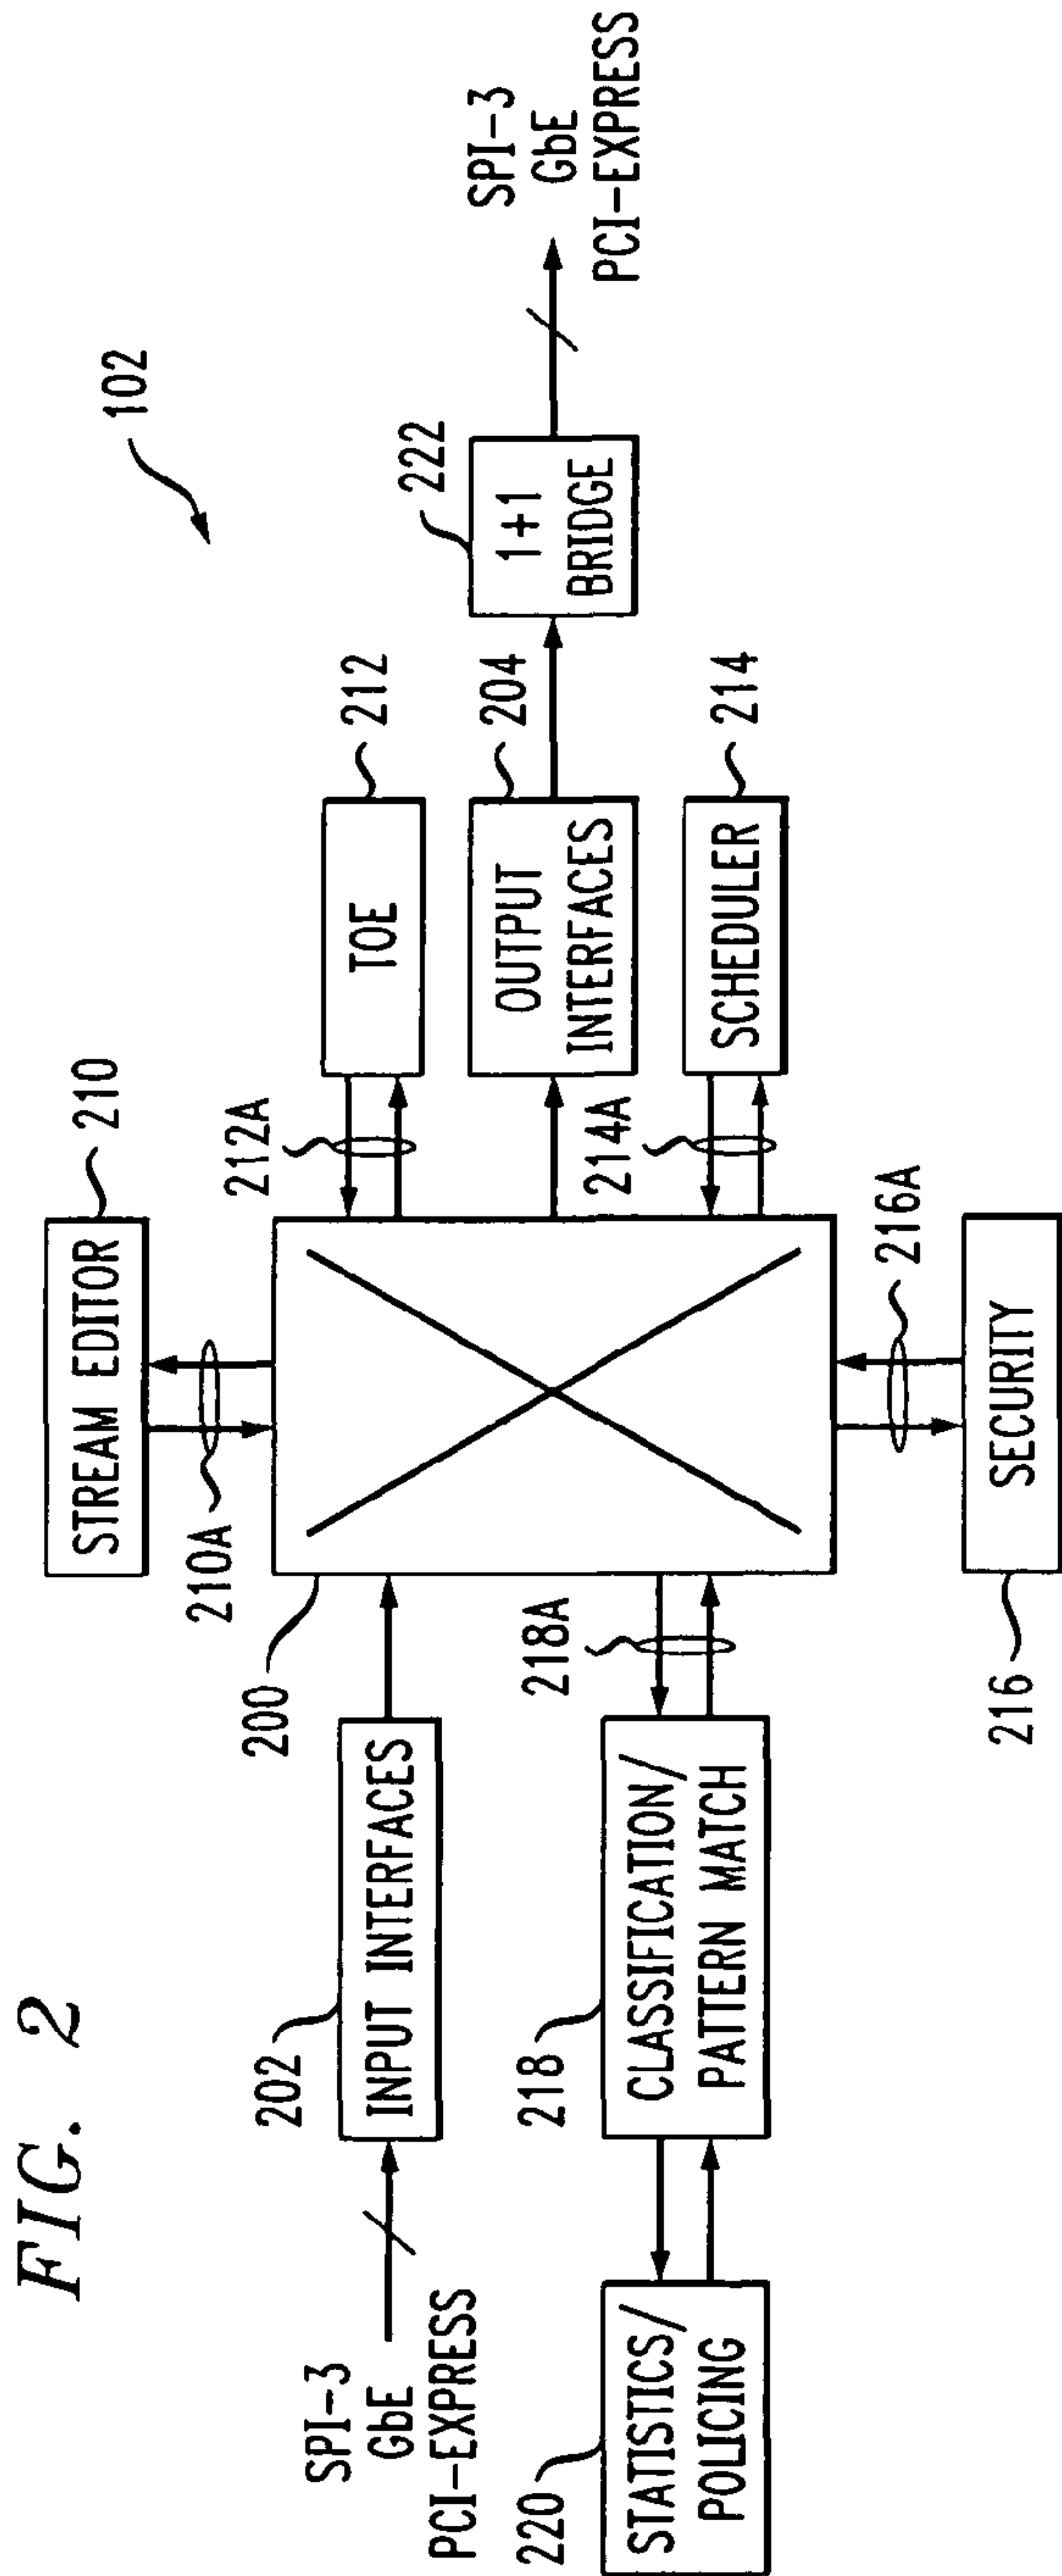 FIG. 2
102
STREAM EDITOR
210
210A
200
212A
TOE
212
SPI-3
GbE
PCI-EXPRESS
202
INPUT INTERFACES
OUTPUT
INTERFACES
204
1+1
BRIDGE
222
SPI-3
GbE
PCI-EXPRESS
220
STATISTICS/
POLICING
218
CLASSIFICATION/
PATTERN MATCH
218A
214A
SCHEDULER
214
216A
SECURITY
216